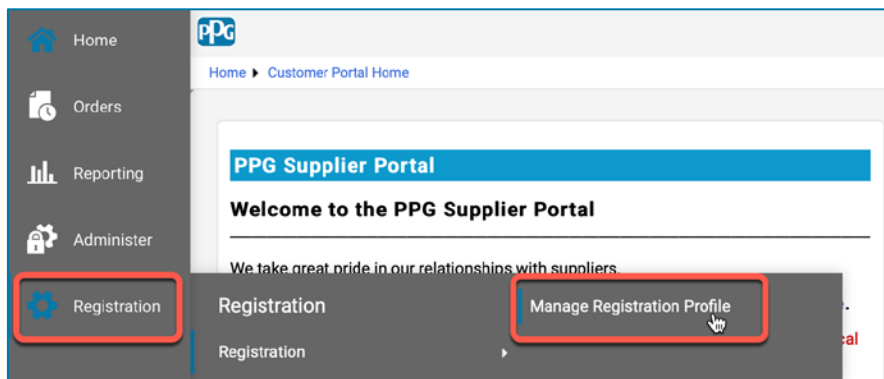 Home
PPG
Home ▸ Customer Portal Home
Orders
Reporting
PPG Supplier Portal
Welcome to the PPG Supplier Portal
Administer
We take great pride in our relationships with suppliers.
Registration
Registration
Manage Registration Profile
Registration